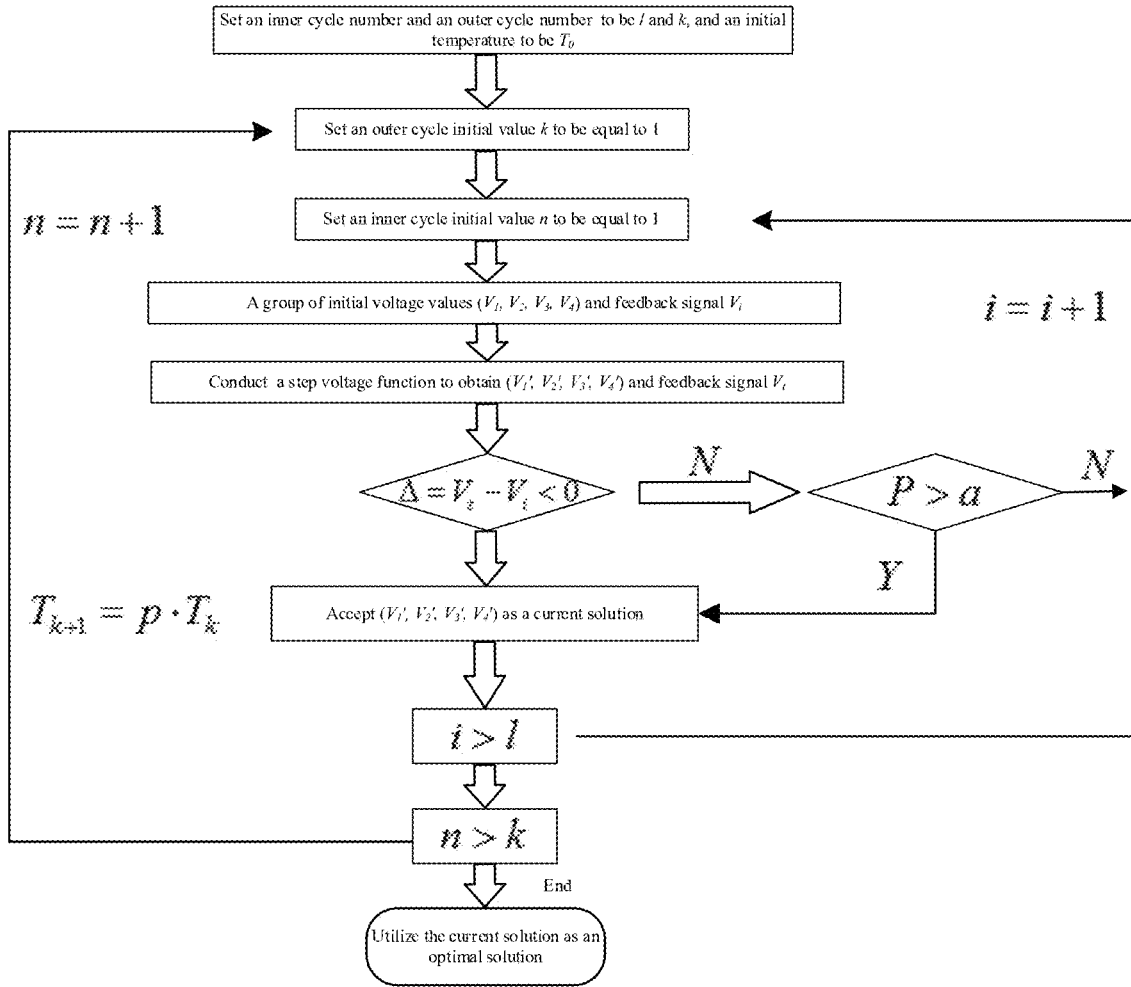 Set an inner cycle number and an outer cycle number to be l and k, and an initial
temperature to be T₀
Set an outer cycle initial value k to be equal to 1
n = n + 1
Set an inner cycle initial value n to be equal to 1
A group of initial voltage values (V₁, V₂, V₃, V₄) and feedback signal Vᵢ
i = i + 1
Conduct a step voltage function to obtain (V₁', V₂', V₃', V₄') and feedback signal Vₜ
N
N
Δ = Vₜ − Vᵢ < 0
P > a
Y
Tₖ₊₁ = p · Tₖ
Accept (V₁', V₂', V₃', V₄') as a current solution
i > l
n > k
End
Utilize the current solution as an
optimal solution